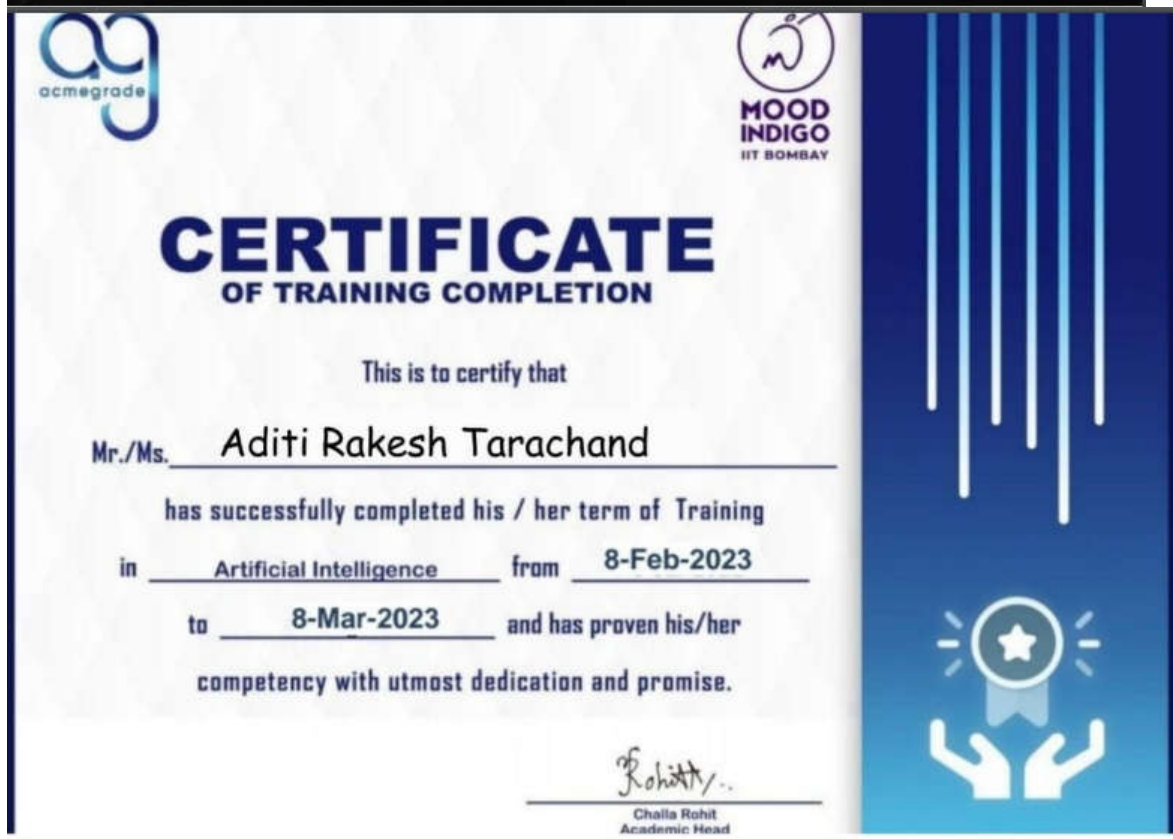 acmegrade
MOOD
INDIGO
IIT BOMBAY
CERTIFICATE
OF TRAINING COMPLETION
This is to certify that
Mr./Ms. Aditi Rakesh Tarachand
has successfully completed his / her term of Training
in Artificial Intelligence from 8-Feb-2023
to 8-Mar-2023 and has proven his/her
competency with utmost dedication and promise.
Rohit
Challa Rohit
Academic Head